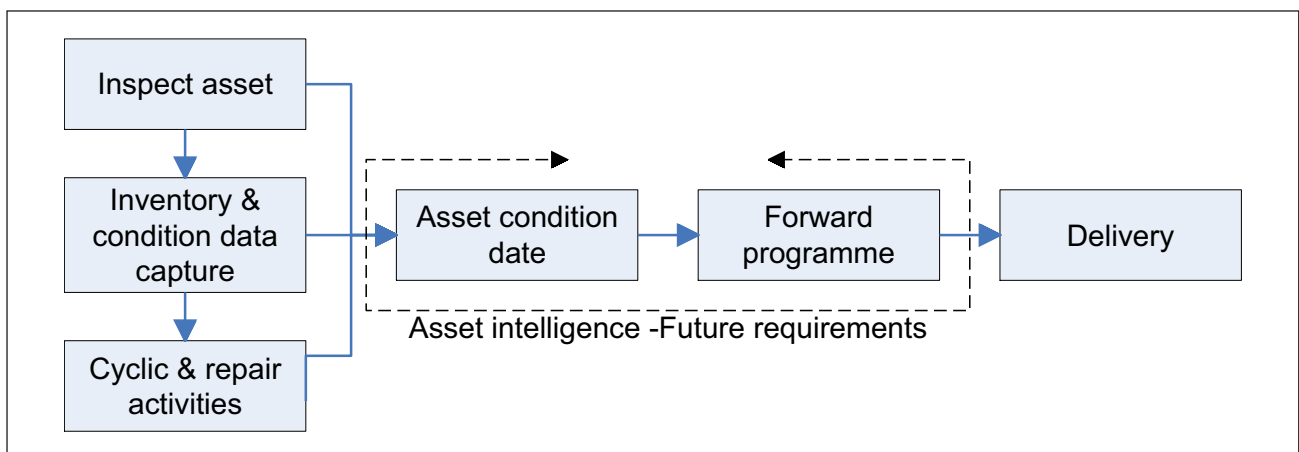 Inspect asset
Inventory &
condition data
capture
Cyclic & repair
activities
Asset condition
date
Forward
programme
Delivery
Asset intelligence -Future requirements